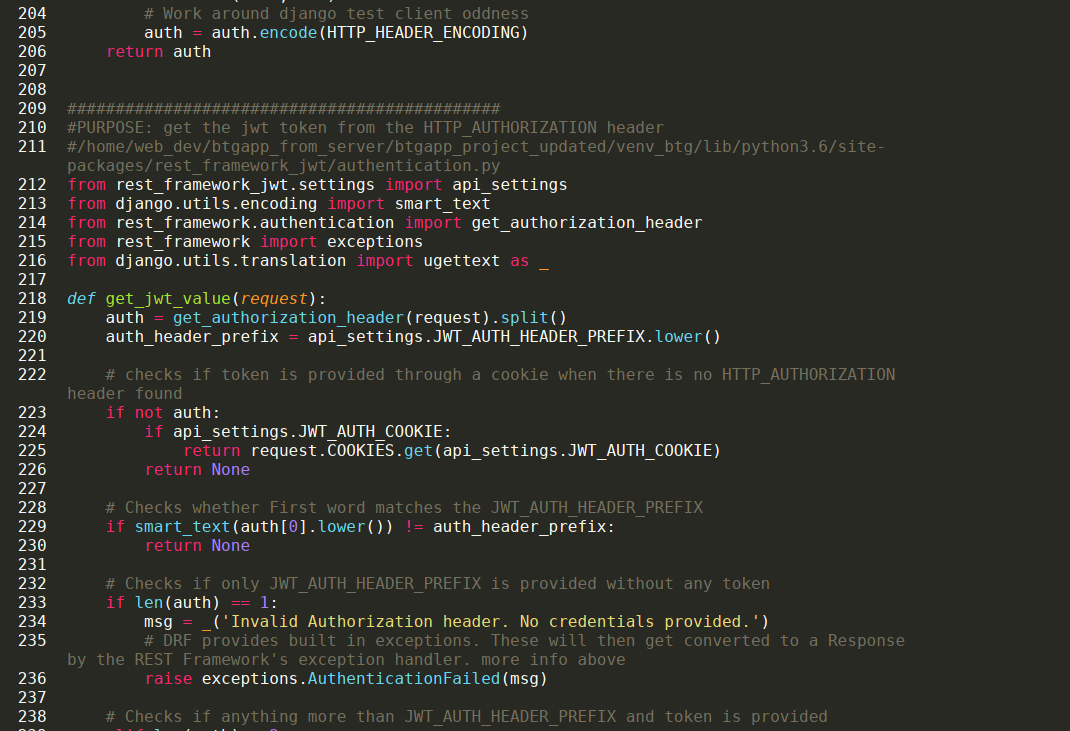 204 # Work around django test client oddness
205 auth = auth.encode(HTTP_HEADER_ENCODING)
206 return auth
207
208
209 #############################################
210 #PURPOSE: get the jwt token from the HTTP_AUTHORIZATION header
211 #/home/web_dev/btgapp_from_server/btgapp_project_updated/venv_btg/lib/python3.6/site-
packages/rest_framework_jwt/authentication.py
212 from rest_framework_jwt.settings import api_settings
213 from django.utils.encoding import smart_text
214 from rest_framework.authentication import get_authorization_header
215 from rest_framework import exceptions
216 from django.utils.translation import ugettext as _
217
218 def get_jwt_value(request):
219 auth = get_authorization_header(request).split()
220 auth_header_prefix = api_settings.JWT_AUTH_HEADER_PREFIX.lower()
221
222 # checks if token is provided through a cookie when there is no HTTP_AUTHORIZATION
header found
223 if not auth:
224 if api_settings.JWT_AUTH_COOKIE:
225 return request.COOKIES.get(api_settings.JWT_AUTH_COOKIE)
226 return None
227
228 # Checks whether First word matches the JWT_AUTH_HEADER_PREFIX
229 if smart_text(auth[0].lower()) != auth_header_prefix:
230 return None
231
232 # Checks if only JWT_AUTH_HEADER_PREFIX is provided without any token
233 if len(auth) == 1:
234 msg = _('Invalid Authorization header. No credentials provided.')
235 # DRF provides built in exceptions. These will then get converted to a Response
by the REST Framework's exception handler. more info above
236 raise exceptions.AuthenticationFailed(msg)
237
238 # Checks if anything more than JWT_AUTH_HEADER_PREFIX and token is provided